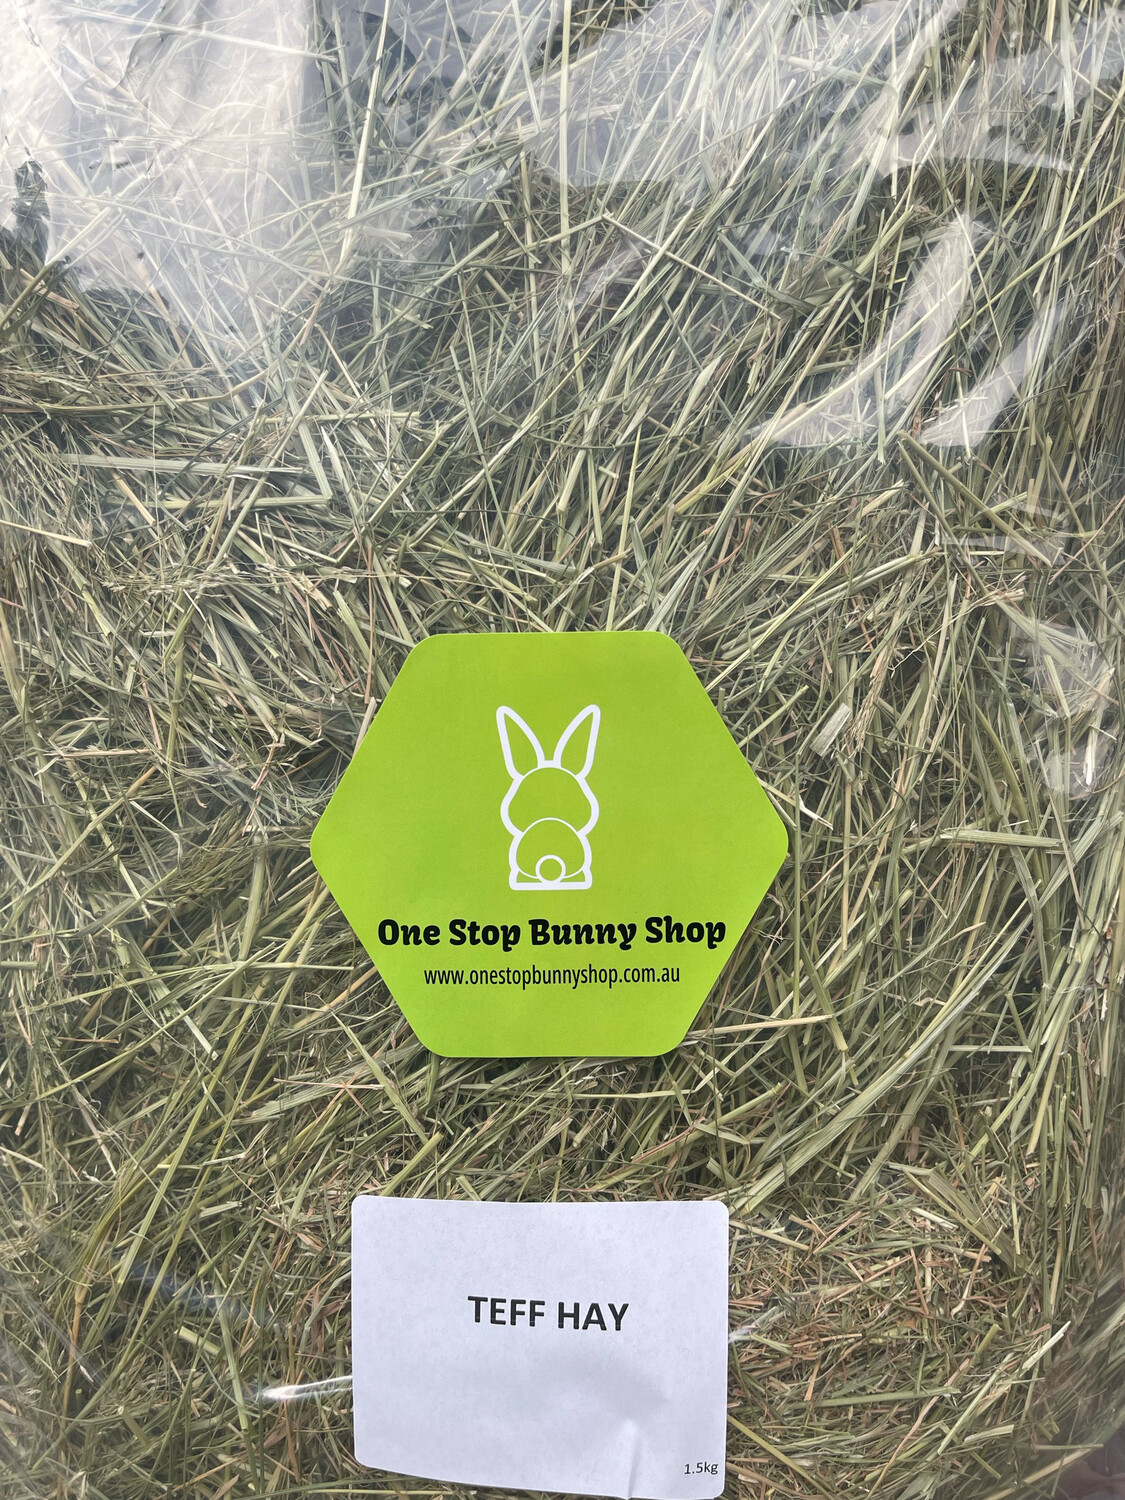 One Stop Bunny Shop
www.onestopbunnyshop.com.au
TEFF HAY
1.5kg